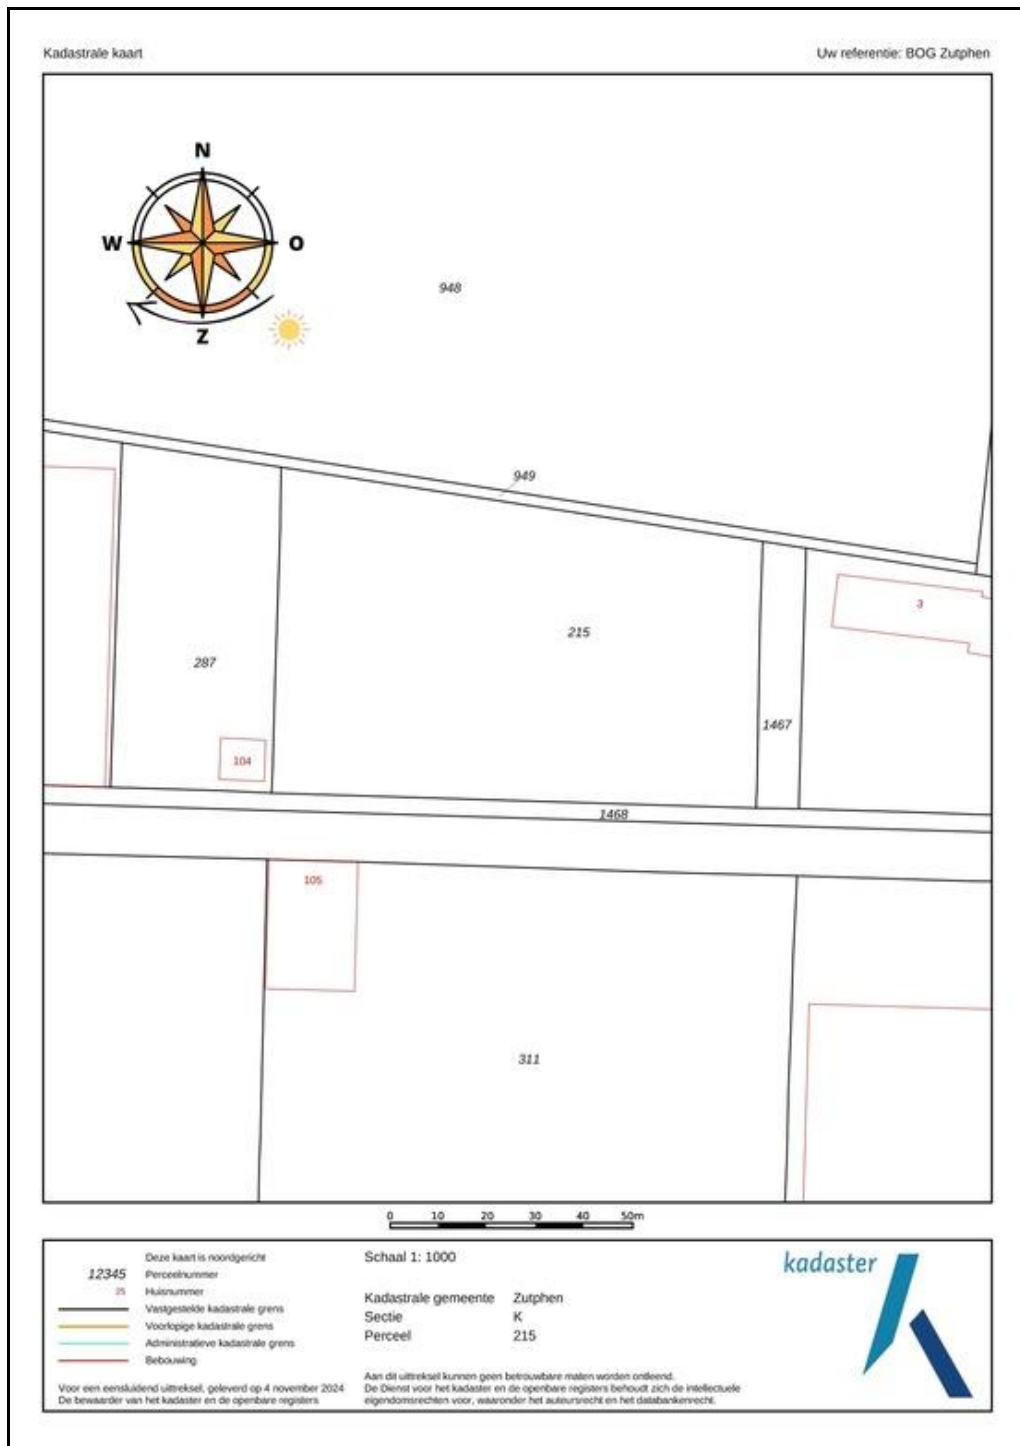 Kadastrale kaart
Uw referentie: BOG Zutphen
N
W
O
Z
948
949
215
3
287
1467
104
1468
105
311
0 10 20 30 40 50m
Deze kaart is noordgericht
12345 Perceelnummer
25 Huisnummer
Vastgestelde kadastrale grens
Voorlopige kadastrale grens
Administratieve kadastrale grens
Bebouwing
Voor een eensluidend uittreksel, geleverd op 4 november 2024
De bewaarder van het kadaster en de openbare registers
Schaal 1: 1000
Kadastrale gemeente Zutphen
Sectie K
Perceel 215
Aan dit uittreksel kunnen geen betrouwbare maten worden ontleend.
De Dienst voor het kadaster en de openbare registers behoudt zich de intellectuele
eigendomsrechten voor, waaronder het auteursrecht en het databankenrecht.
kadaster